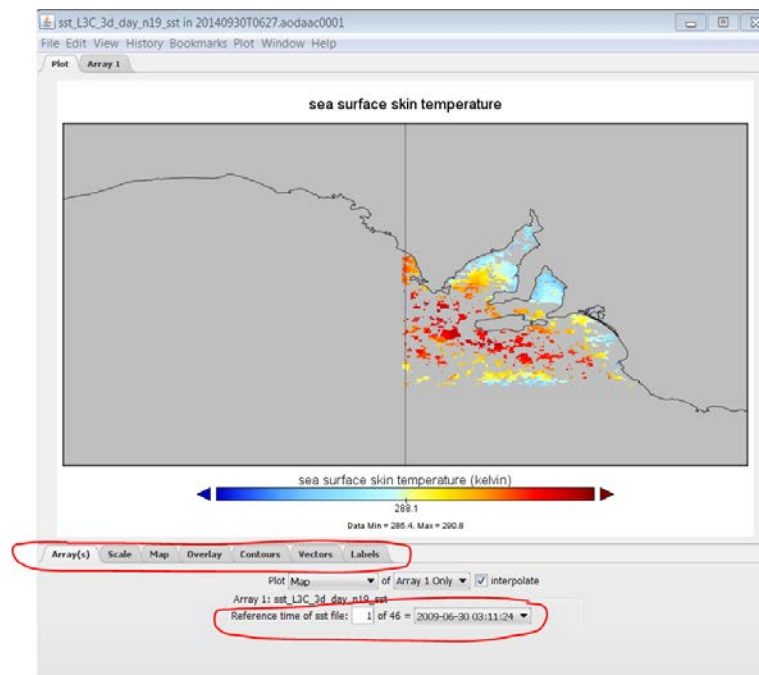 sst_L3C_3d_day_n19_sst in 20140930T0627.aodaac0001
File Edit View History Bookmarks Plot Window Help
Plot Array 1
sea surface skin temperature
sea surface skin temperature (kelvin)
288.1
Data Min = 286.4, Max = 290.8
Array(s) Scale Map Overlay Contours Vectors Labels
Plot Map of Array 1 Only interpolate
Array 1: sst_L3C_3d_day_n19_sst
Reference time of sst file: 1 of 46 = 2009-06-30 03:11:24